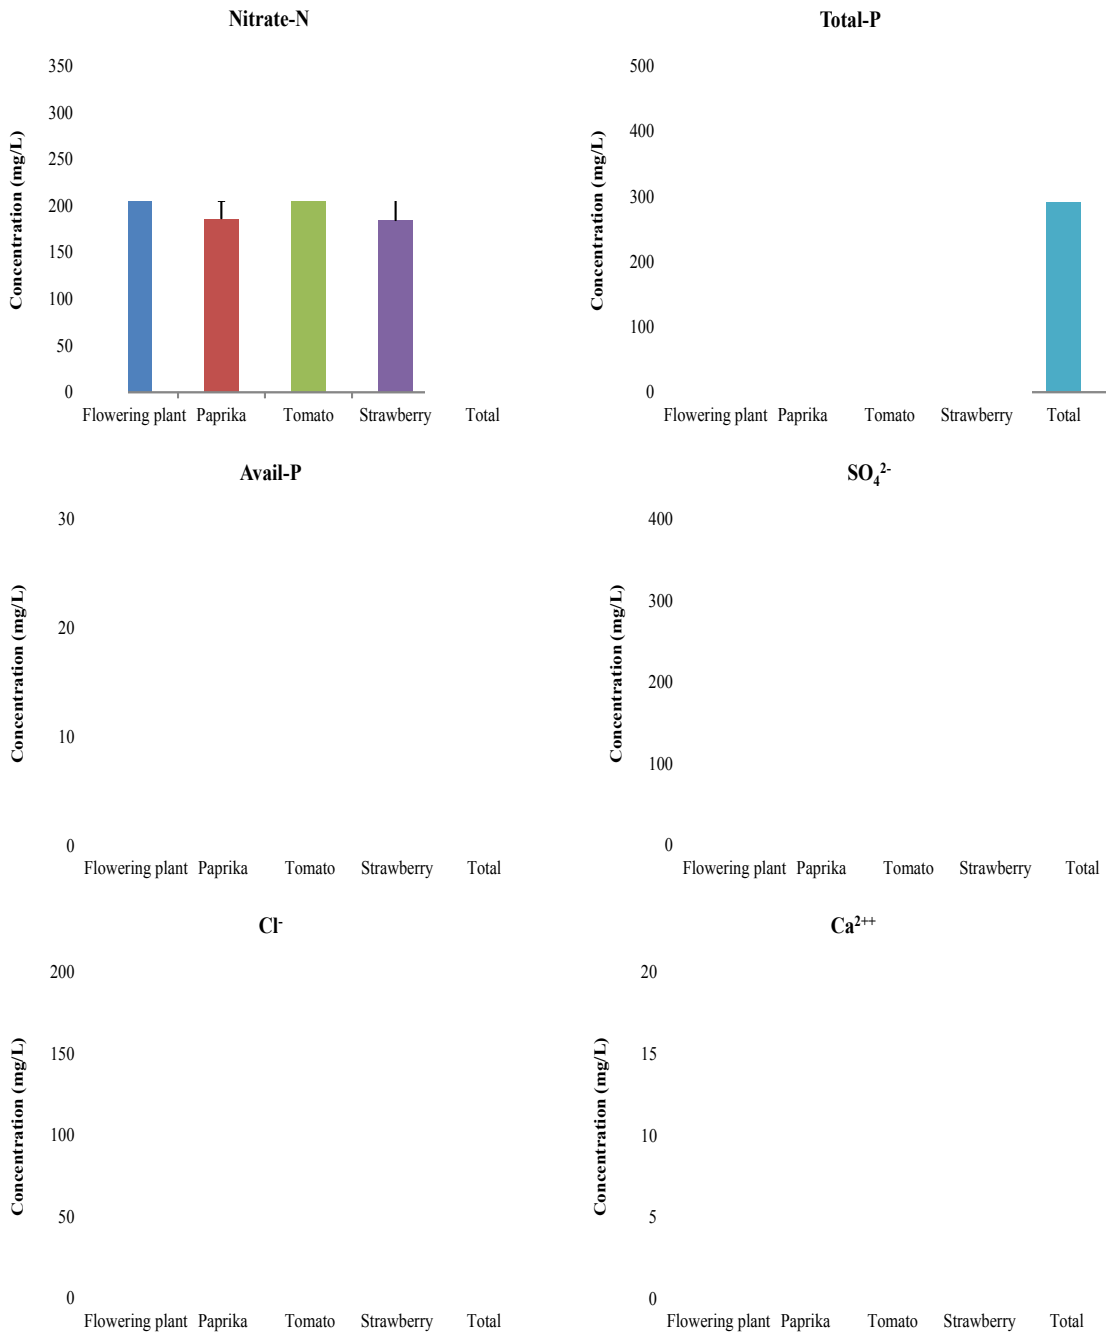 Nitrate-N
Concentration (mg/L)
350
300
250
200
150
100
50
0
Flowering plant Paprika Tomato Strawberry Total
Total-P
Concentration (mg/L)
500
400
300
200
100
0
Flowering plant Paprika Tomato Strawberry Total
Avail-P
Concentration (mg/L)
30
20
10
0
Flowering plant Paprika Tomato Strawberry Total
SO₄²⁻
Concentration (mg/L)
400
300
200
100
0
Flowering plant Paprika Tomato Strawberry Total
Cl⁻
Concentration (mg/L)
200
150
100
50
0
Flowering plant Paprika Tomato Strawberry Total
Ca²⁺⁺
Concentration (mg/L)
20
15
10
5
0
Flowering plant Paprika Tomato Strawberry Total